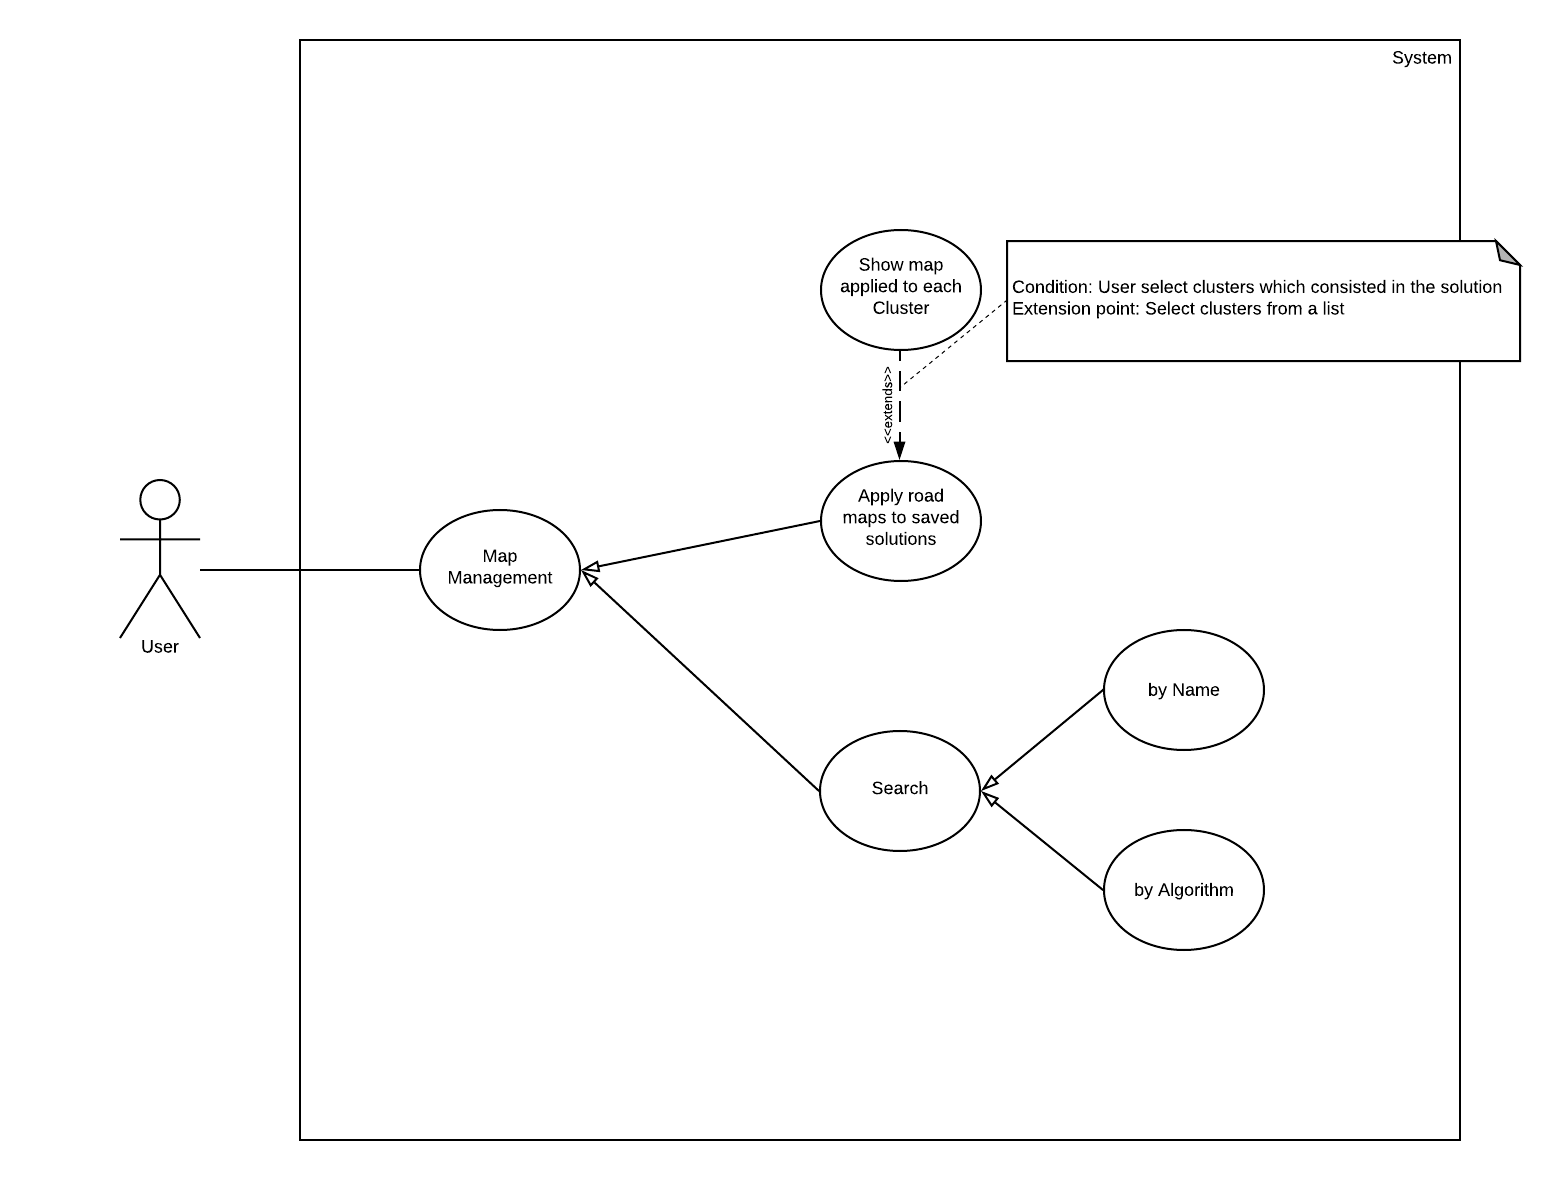 System
Show map
applied to each
Cluster
Condition: User select clusters which consisted in the solution
Extension point: Select clusters from a list
<<extends>>
Apply road
maps to saved
solutions
Map
Management
User
by Name
Search
by Algorithm